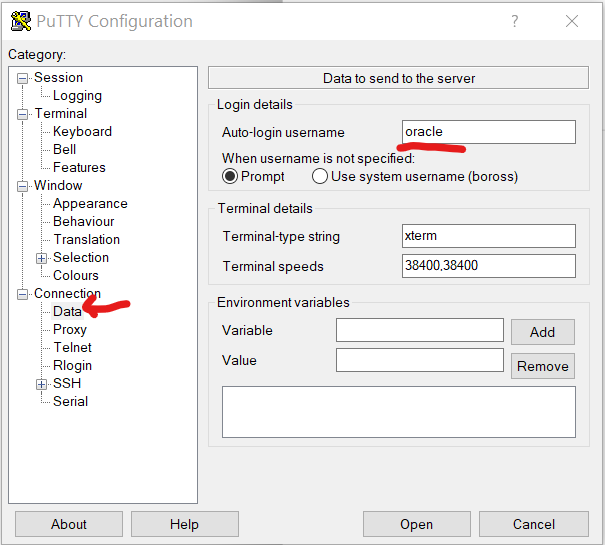 PuTTY Configuration
?
Category:
Session
Logging
Terminal
Keyboard
Bell
Features
Window
Appearance
Behaviour
Translation
Selection
Colours
Connection
Data
Proxy
Telnet
Rlogin
SSH
Serial
Data to send to the server
Login details
Auto-login username oracle
When username is not specified:
Prompt Use system username (boross)
Terminal details
Terminal-type string xterm
Terminal speeds 38400,38400
Environment variables
Variable Add
Value Remove
About Help Open Cancel